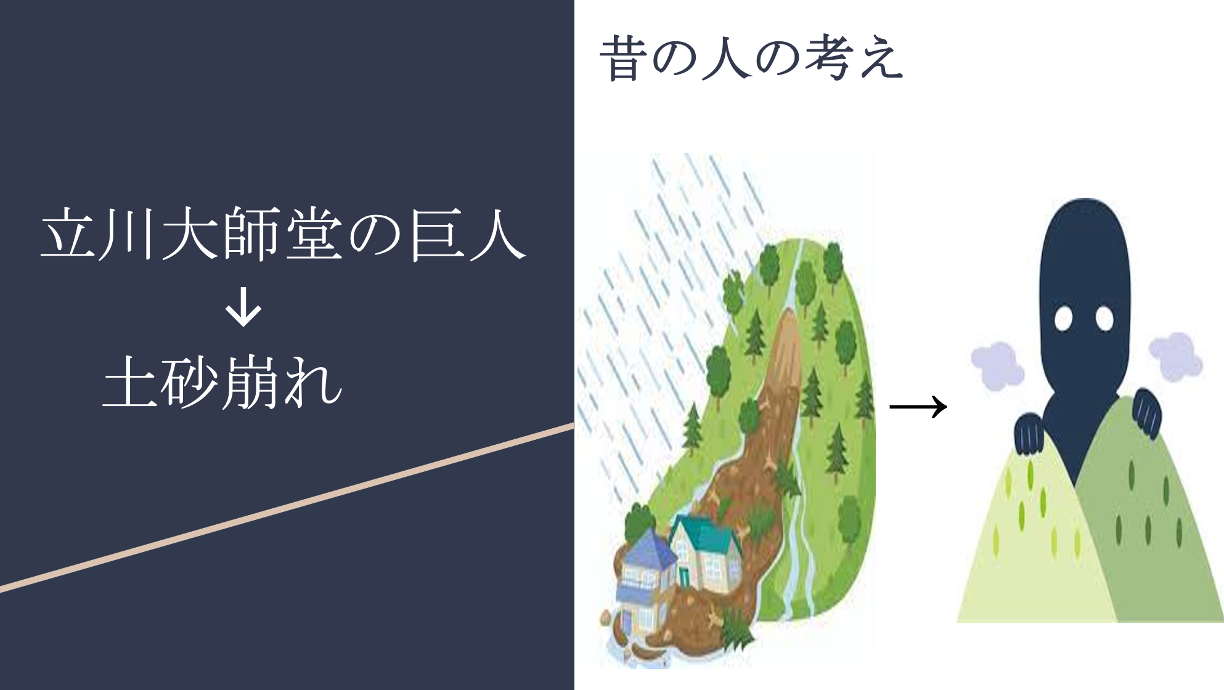 立川大師堂の巨人
↓
土砂崩れ
昔の人の考え
→